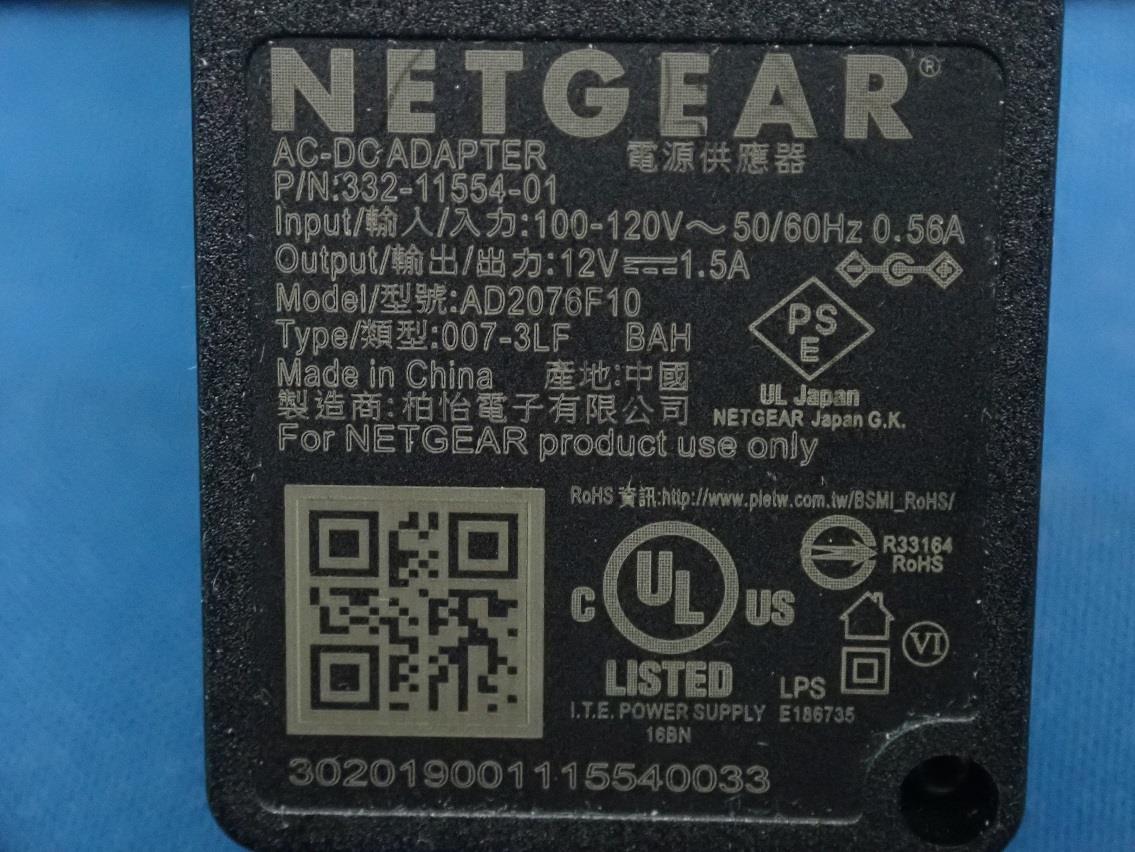 NETGEAR®
AC-DC ADAPTER 電源供應器
P/N:332-11554-01
Input/輸入/入力:100-120V～ 50/60Hz 0.56A
Output/輸出/出力:12V⎓1.5A
Model/型號:AD2076F10
Type/類型:007-3LF BAH
PS
E
Made in China 產地:中國
UL Japan
製造商:柏怡電子有限公司
NETGEAR Japan G.K.
For NETGEAR product use only
RoHS 資訊:http://www.pietw.com.tw/BSMI_RoHS/
R33164
RoHS
C UL US
VI
LISTED
LPS
I.T.E. POWER SUPPLY E186735
16BN
302019001115540033